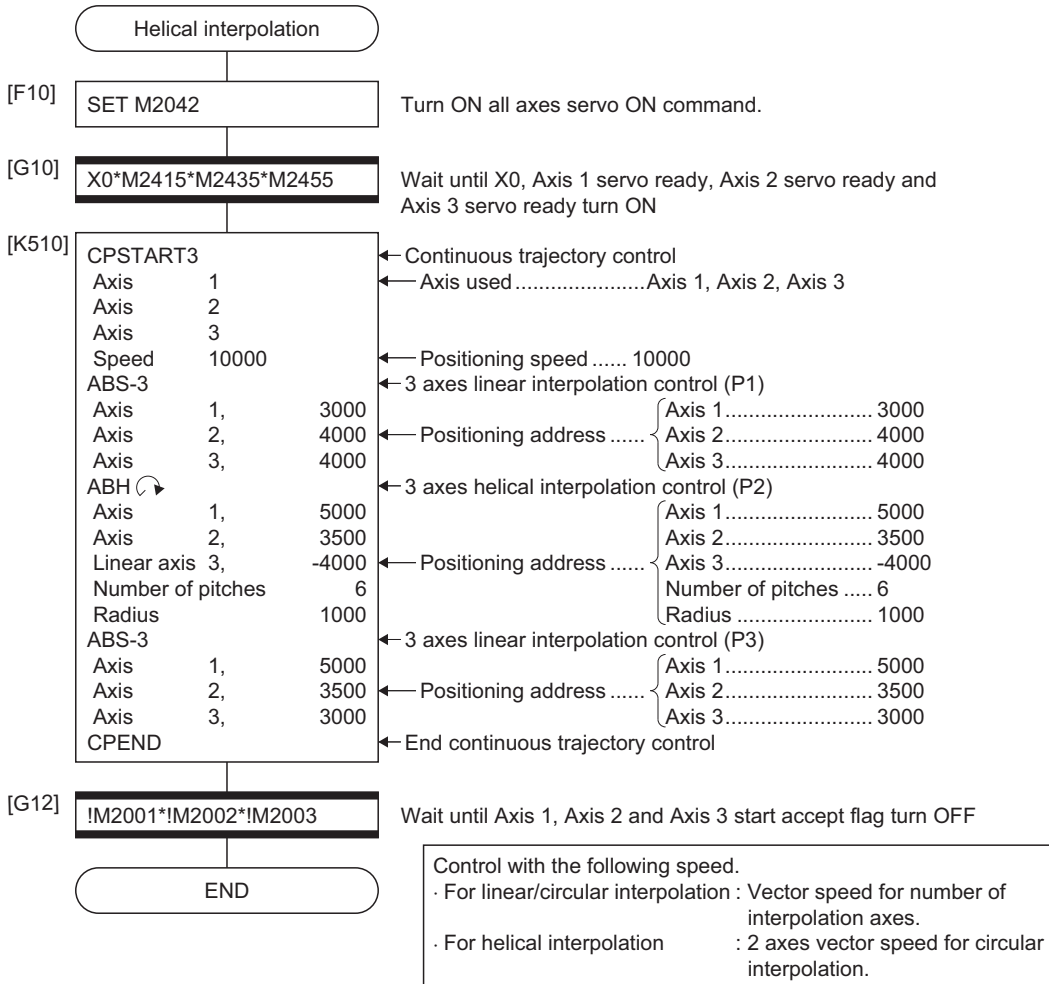 Helical interpolation
[F10] SET M2042 Turn ON all axes servo ON command.
[G10] X0*M2415*M2435*M2455 Wait until X0, Axis 1 servo ready, Axis 2 servo ready and
Axis 3 servo ready turn ON
[K510] CPSTART3 Continuous trajectory control
Axis 1 Axis used......................Axis 1, Axis 2, Axis 3
Axis 2
Axis 3
Speed 10000 Positioning speed ...... 10000
ABS-3 3 axes linear interpolation control (P1)
Axis 1, 3000 Axis 1......................... 3000
Axis 2, 4000 Positioning address ...... Axis 2......................... 4000
Axis 3, 4000 Axis 3......................... 4000
ABH 3 axes helical interpolation control (P2)
Axis 1, 5000 Axis 1......................... 5000
Axis 2, 3500 Axis 2......................... 3500
Linear axis 3, -4000 Positioning address ...... Axis 3......................... -4000
Number of pitches 6 Number of pitches ..... 6
Radius 1000 Radius ....................... 1000
ABS-3 3 axes linear interpolation control (P3)
Axis 1, 5000 Axis 1......................... 5000
Axis 2, 3500 Positioning address ...... Axis 2......................... 3500
Axis 3, 3000 Axis 3......................... 3000
CPEND End continuous trajectory control
[G12] !M2001*!M2002*!M2003 Wait until Axis 1, Axis 2 and Axis 3 start accept flag turn OFF
END
Control with the following speed.
· For linear/circular interpolation : Vector speed for number of
interpolation axes.
· For helical interpolation : 2 axes vector speed for circular
interpolation.